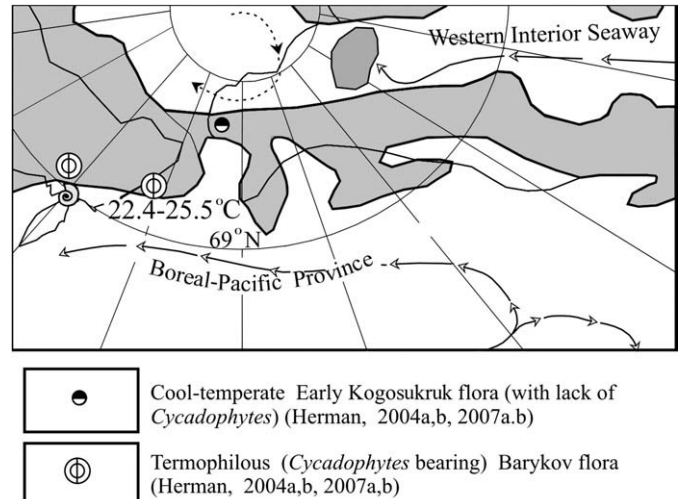 Western Interior Seaway
22.4-25.5°C
69°N
Boreal-Pacific Province
Cool-temperate Early Kogosukruk flora (with lack of
Cycadophytes) (Herman, 2004a,b, 2007a.b)
Termophilous (Cycadophytes bearing) Barykov flora
(Herman, 2004a,b, 2007a,b)